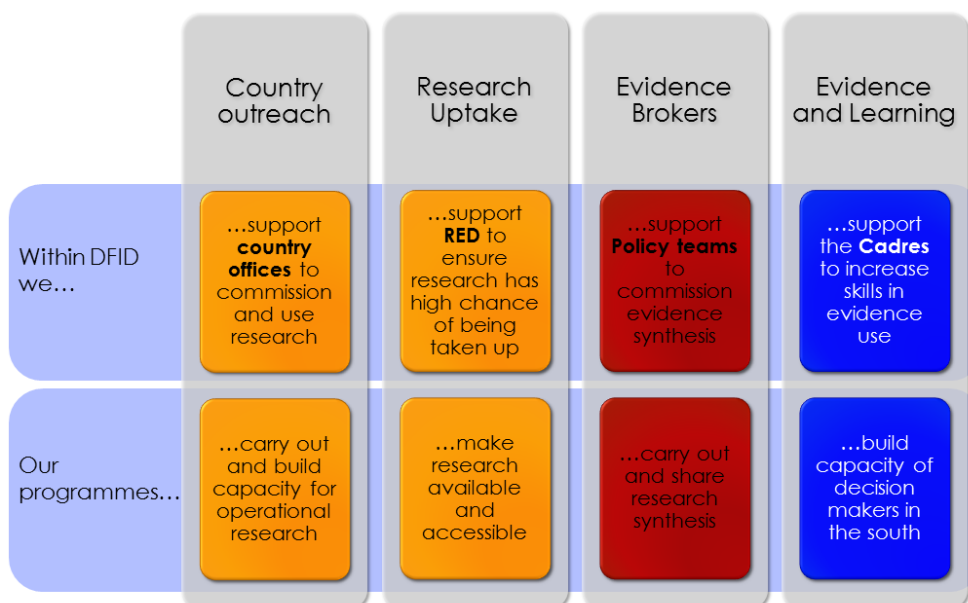 Country
outreach
Research
Uptake
Evidence
Brokers
Evidence
and Learning
Within DFID
we…
…support
country
offices to
commission
and use
research
…support
RED to
ensure
research has
high chance
of being
taken up
…support
Policy teams
to
commission
evidence
synthesis
…support
the Cadres
to increase
skills in
evidence
use
Our
programmes…
…carry out
and build
capacity for
operational
research
…make
research
available
and
accessible
…carry out
and share
research
synthesis
…build
capacity of
decision
makers in
the south